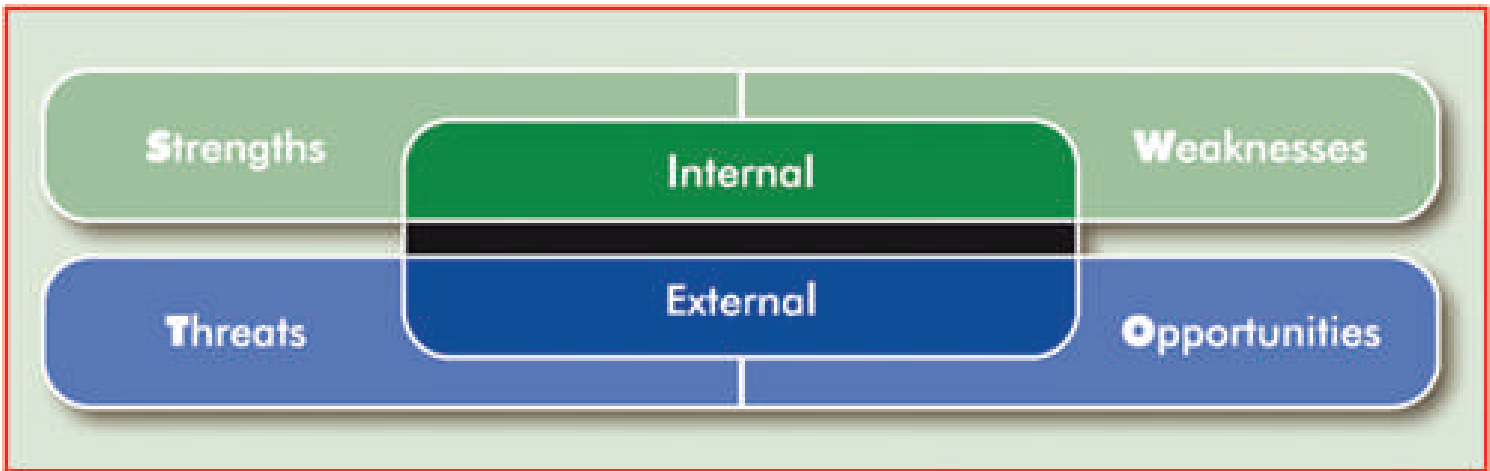 Strengths
Internal
Weaknesses
Threats
External
Opportunities